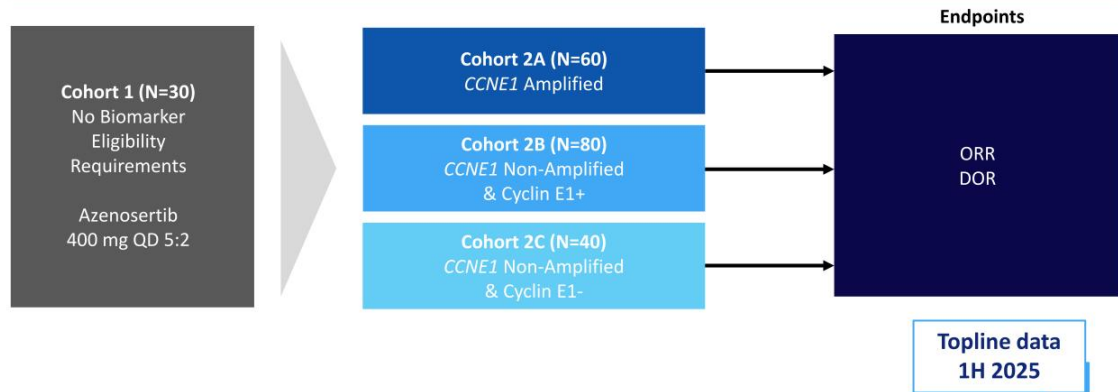 Endpoints
Cohort 1 (N=30)
No Biomarker
Eligibility
Requirements
Azenosertib
400 mg QD 5:2
Cohort 2A (N=60)
CCNE1 Amplified
Cohort 2B (N=80)
CCNE1 Non-Amplified
& Cyclin E1+
Cohort 2C (N=40)
CCNE1 Non-Amplified
& Cyclin E1-
ORR
DOR
Topline data
1H 2025